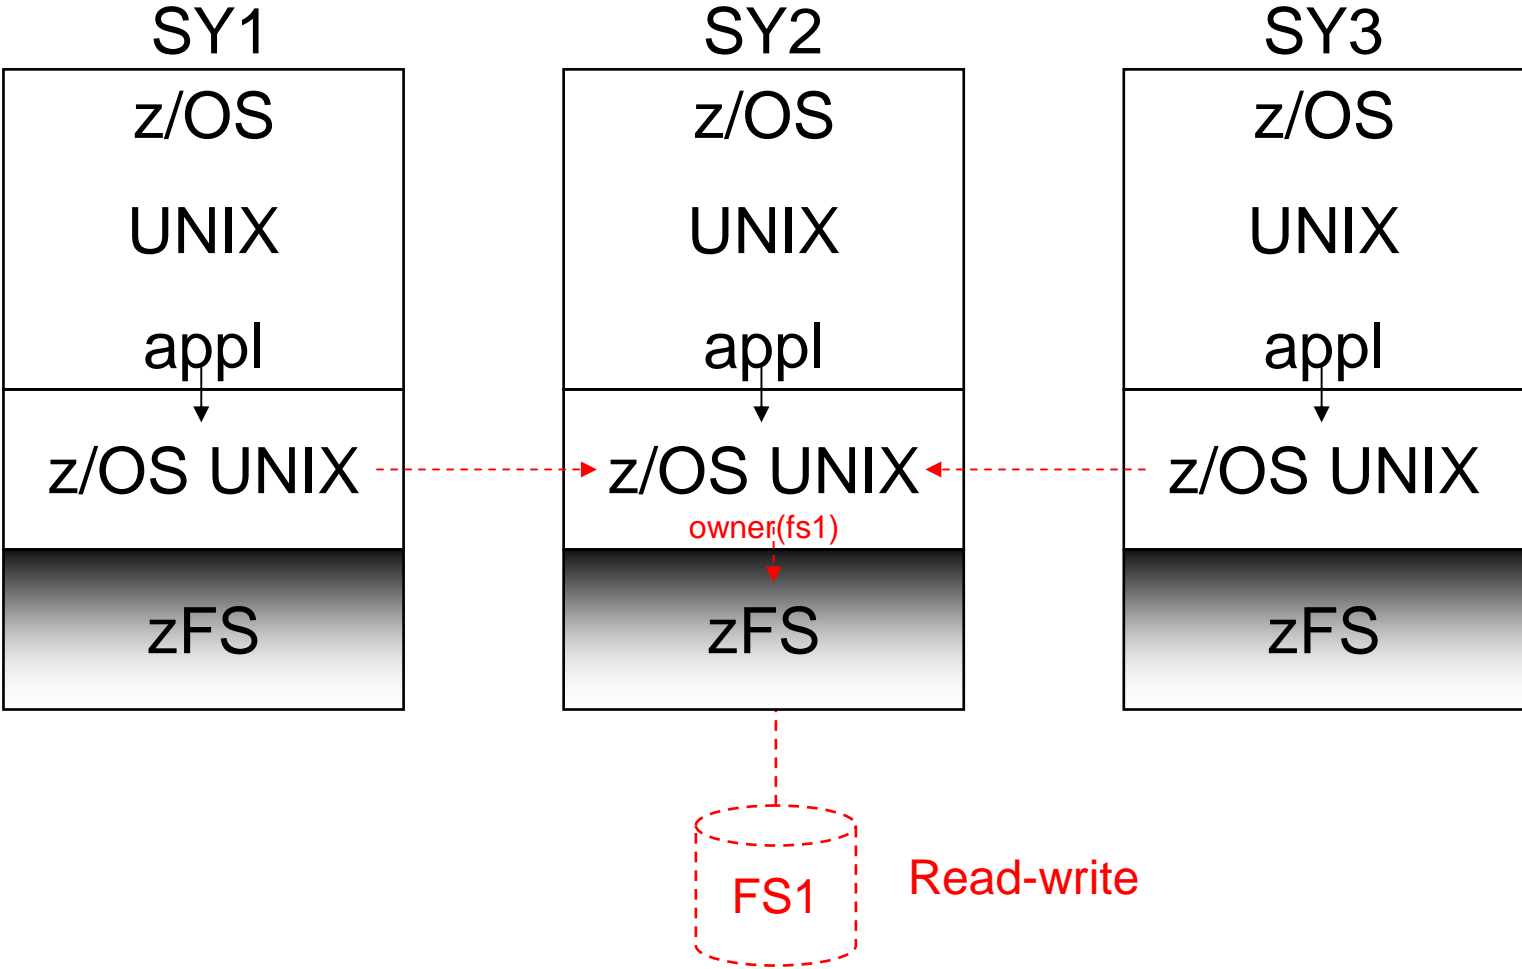 SY1
SY2
SY3
z/OS
z/OS
z/OS
UNIX
UNIX
UNIX
appl
appl
appl
z/OS UNIX
z/OS UNIX
z/OS UNIX
owner(fs1)
zFS
zFS
zFS
Read-write
FS1